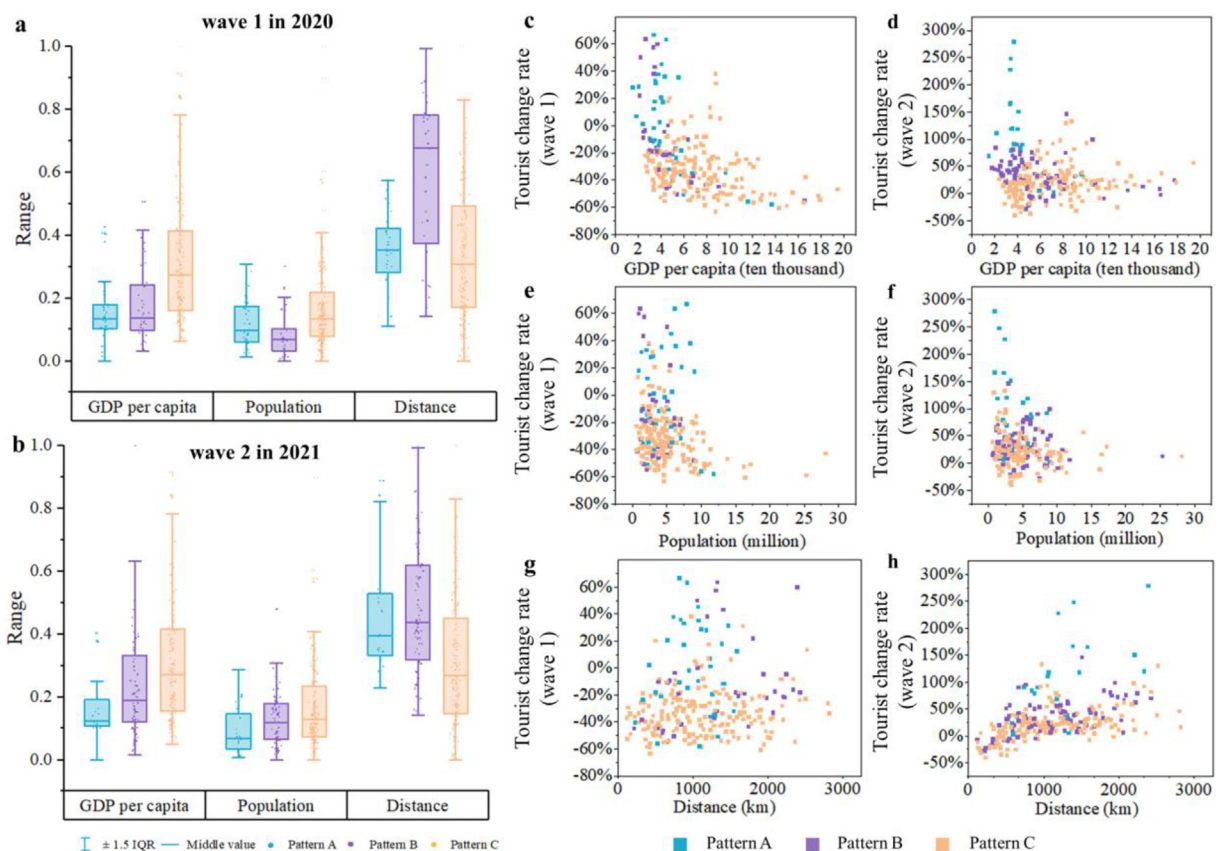 a
wave 1 in 2020
1.0
0.8
0.6
0.4
0.2
0.0
Range
GDP per capita
Population
Distance
b
wave 2 in 2021
1.0
0.8
0.6
0.4
0.2
0.0
Range
GDP per capita
Population
Distance
± 1.5 IQR
Middle value
Pattern A
Pattern B
Pattern C
c
Tourist change rate
(wave 1)
60%
40%
20%
0%
-20%
-40%
-60%
-80%
0 2 4 6 8 10 12 14 16 18 20
GDP per capita (ten thousand)
d
Tourist change rate
(wave 2)
300%
250%
200%
150%
100%
50%
0%
-50%
0 2 4 6 8 10 12 14 16 18 20
GDP per capita (ten thousand)
e
Tourist change rate
(wave 1)
60%
40%
20%
0%
-20%
-40%
-60%
-80%
0 5 10 15 20 25 30
Population (million)
f
Tourist change rate
(wave 2)
300%
250%
200%
150%
100%
50%
0%
-50%
0 5 10 15 20 25 30
Population (million)
g
Tourist change rate
(wave 1)
60%
40%
20%
0%
-20%
-40%
-60%
-80%
0 1000 2000 3000
Distance (km)
h
Tourist change rate
(wave 2)
300%
250%
200%
150%
100%
50%
0%
-50%
0 1000 2000 3000
Distance (km)
Pattern A
Pattern B
Pattern C